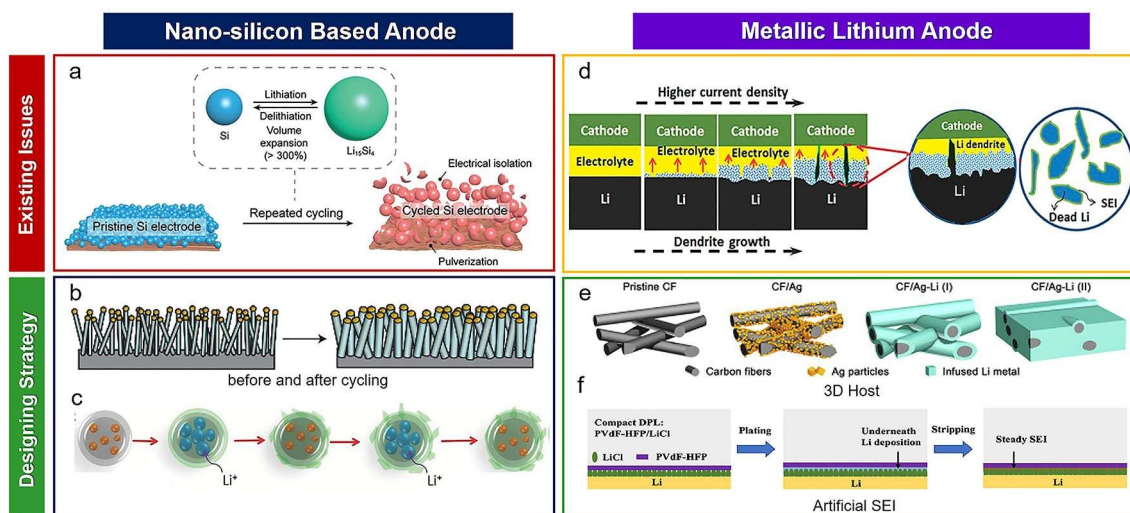 Nano-silicon Based Anode
Metallic Lithium Anode
Existing Issues
a
Lithiation
Delithiation
Si
Volume
expansion
(> 300%)
Li₁₅Si₄
Electrical isolation
Pristine Si electrode
Repeated cycling
Cycled Si electrode
Pulverization
d
Higher current density
Cathode
Cathode
Cathode
Cathode
Electrolyte
Electrolyte
Electrolyte
Li
Li
Li
Li
Dendrite growth
Cathode
Li dendrite
Li
Dead Li
SEI
Designing Strategy
b
before and after cycling
c
Li⁺
Li⁺
e
Pristine CF
CF/Ag
CF/Ag-Li (I)
CF/Ag-Li (II)
Carbon fibers
Ag particles
Infused Li metal
3D Host
f
Compact DPL:
PVdF-HFP/LiCl
LiCl
PVdF-HFP
Li
Plating
Underneath
Li deposition
Li
Stripping
Steady SEI
Li
Artificial SEI